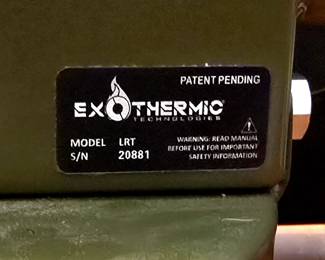 PATENT PENDING
EXOTHERMIC®
TECHNOLOGIES
MODEL LRT
S/N 20881
WARNING: READ MANUAL
BEFORE USE FOR IMPORTANT
SAFETY INFORMATION